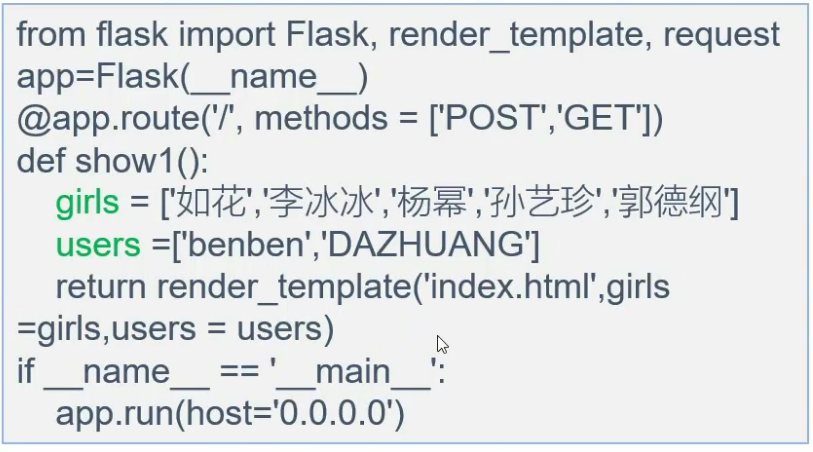 from flask import Flask, render_template, request
app=Flask(__name__)
@app.route('/', methods = ['POST','GET'])
def show1():
    girls = ['如花','李冰冰','杨幂','孙艺珍','郭德纲']
    users =['benben','DAZHUANG']
    return render_template('index.html',girls
=girls,users = users)
if __name__ == '__main__':
    app.run(host='0.0.0.0')